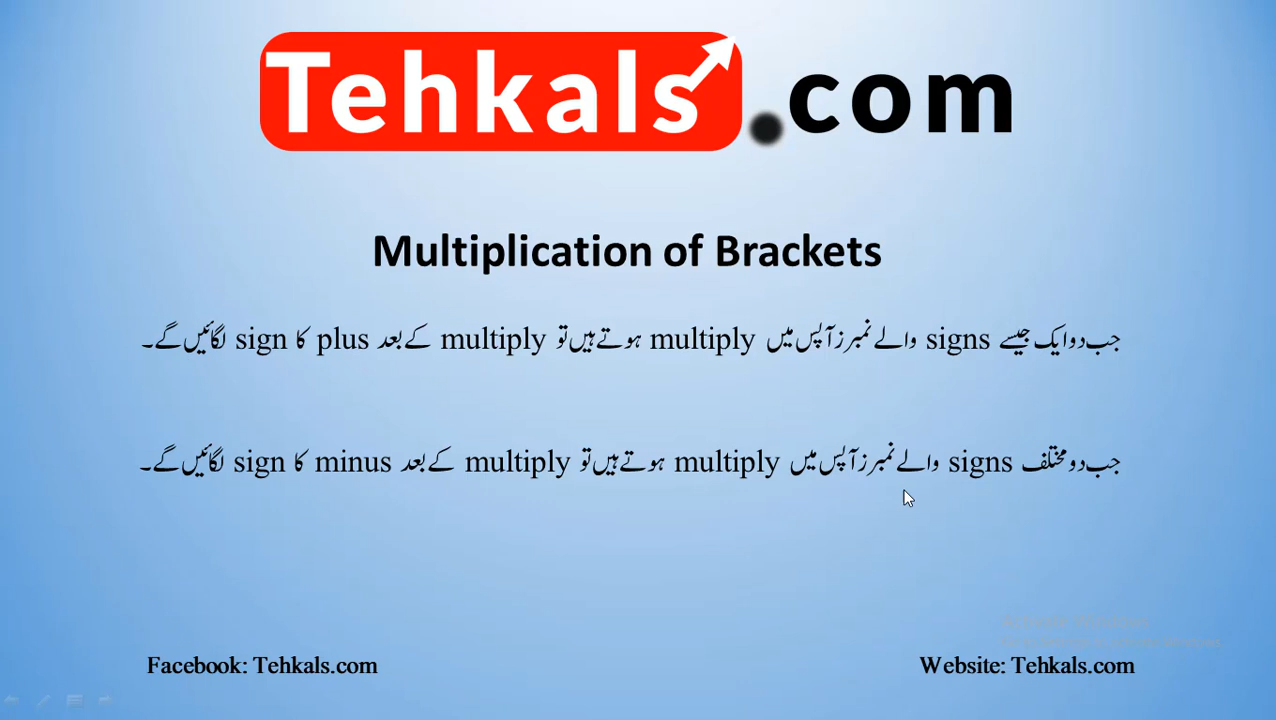 Tehkals.com
Multiplication of Brackets
جب دو ایک جیسے signs والے نمبرز آپس میں multiply ہوتے ہیں تو multiply کے بعد plus کا sign لگائیں گے۔
جب دو مختلف signs والے نمبرز آپس میں multiply ہوتے ہیں تو multiply کے بعد minus کا sign لگائیں گے۔
Facebook: Tehkals.com
Website: Tehkals.com